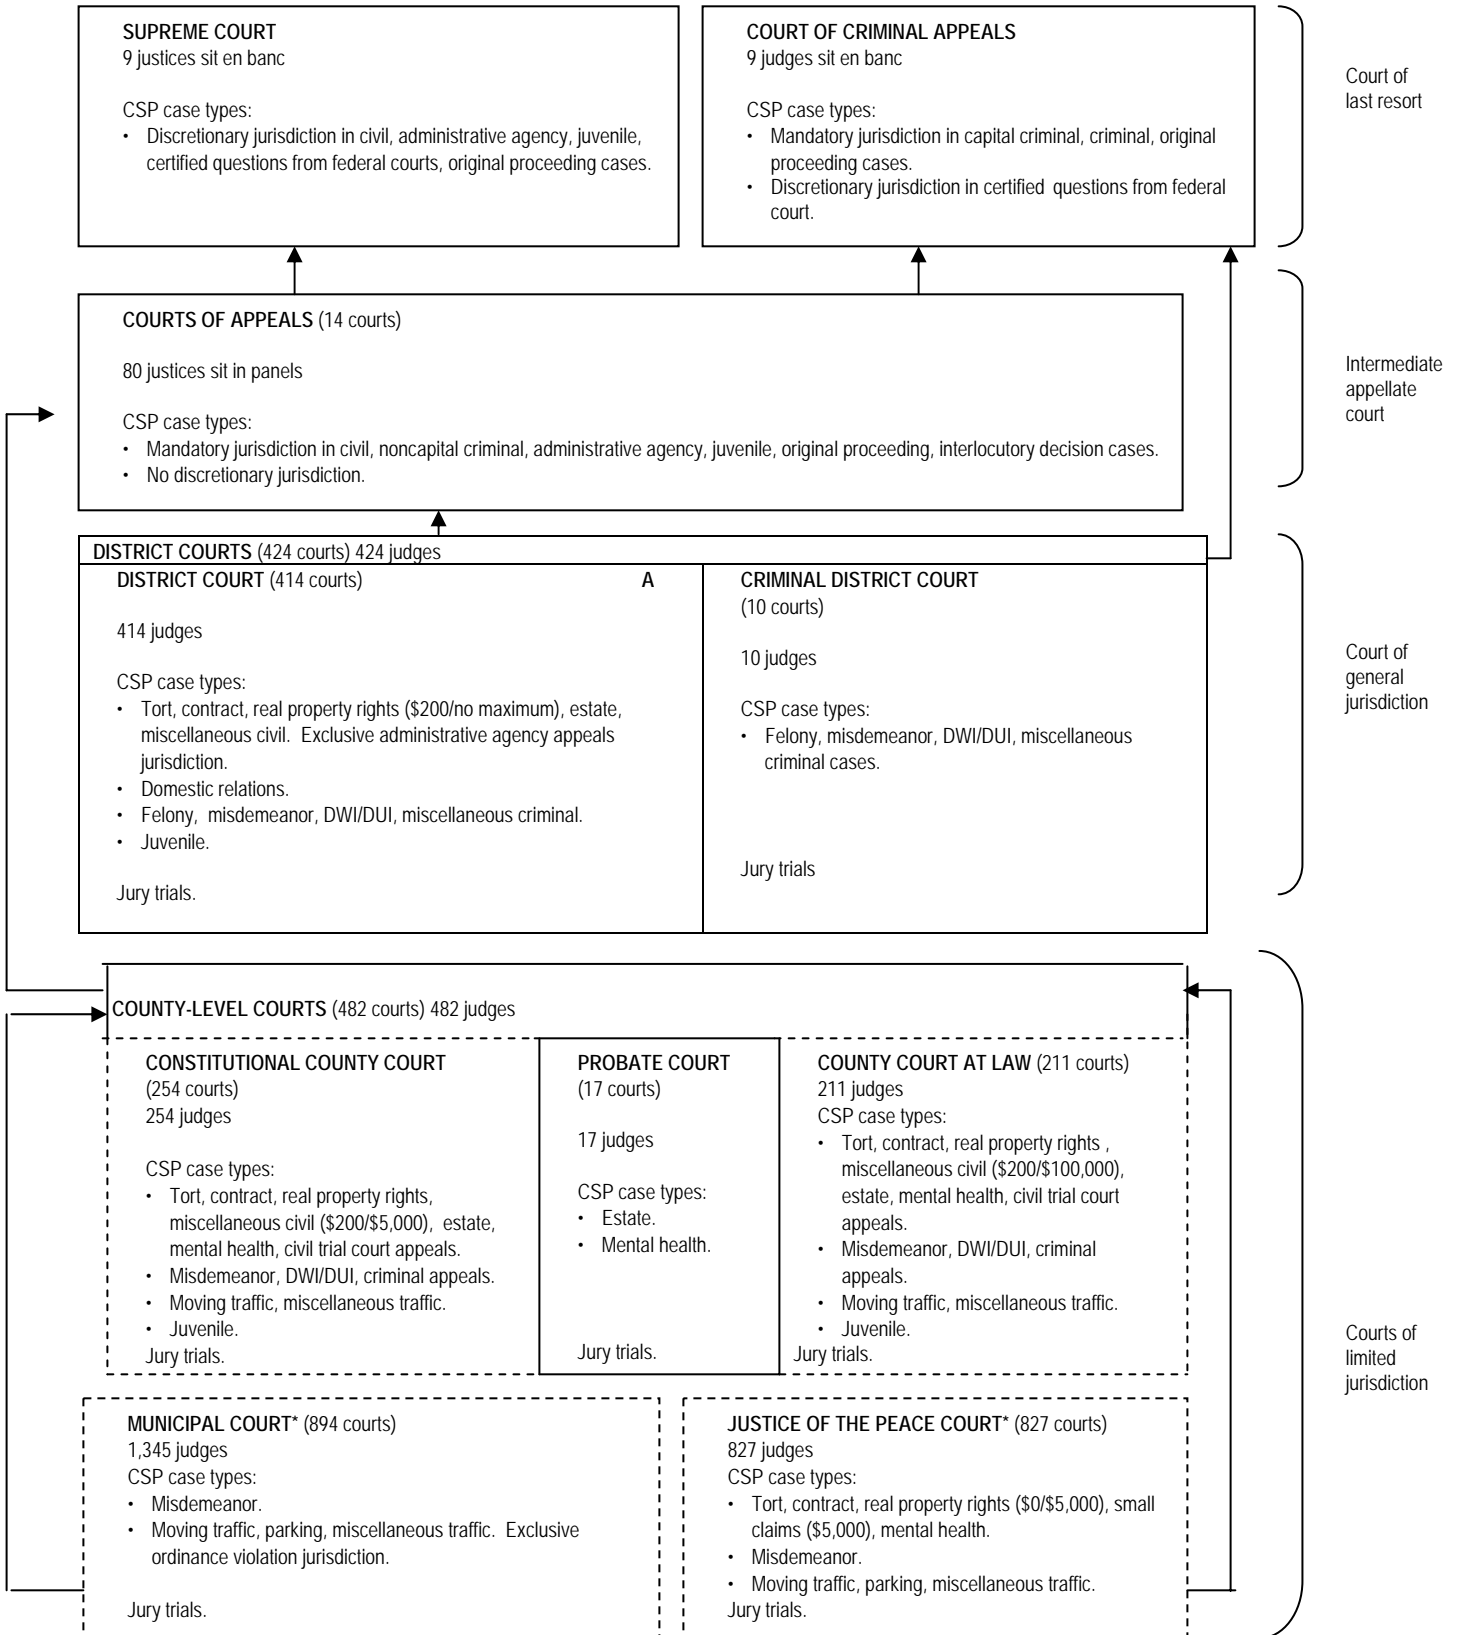 SUPREME COURT
9 justices sit en banc
CSP case types:
• Discretionary jurisdiction in civil, administrative agency, juvenile,
certified questions from federal courts, original proceeding cases.
COURT OF CRIMINAL APPEALS
9 judges sit en banc
CSP case types:
• Mandatory jurisdiction in capital criminal, criminal, original
proceeding cases.
• Discretionary jurisdiction in certified questions from federal
court.
Court of
last resort
COURTS OF APPEALS (14 courts)
80 justices sit in panels
CSP case types:
• Mandatory jurisdiction in civil, noncapital criminal, administrative agency, juvenile, original proceeding, interlocutory decision cases.
• No discretionary jurisdiction.
Intermediate
appellate
court
DISTRICT COURTS (424 courts) 424 judges
DISTRICT COURT (414 courts) A
414 judges
CSP case types:
• Tort, contract, real property rights ($200/no maximum), estate,
miscellaneous civil. Exclusive administrative agency appeals
jurisdiction.
• Domestic relations.
• Felony, misdemeanor, DWI/DUI, miscellaneous criminal.
• Juvenile.
Jury trials.
CRIMINAL DISTRICT COURT
(10 courts)
10 judges
CSP case types:
• Felony, misdemeanor, DWI/DUI, miscellaneous
criminal cases.
Jury trials
Court of
general
jurisdiction
COUNTY-LEVEL COURTS (482 courts) 482 judges
CONSTITUTIONAL COUNTY COURT
(254 courts)
254 judges
CSP case types:
• Tort, contract, real property rights,
miscellaneous civil ($200/$5,000), estate,
mental health, civil trial court appeals.
• Misdemeanor, DWI/DUI, criminal appeals.
• Moving traffic, miscellaneous traffic.
• Juvenile.
Jury trials.
PROBATE COURT
(17 courts)
17 judges
CSP case types:
• Estate.
• Mental health.
Jury trials.
COUNTY COURT AT LAW (211 courts)
211 judges
CSP case types:
• Tort, contract, real property rights ,
miscellaneous civil ($200/$100,000),
estate, mental health, civil trial court
appeals.
• Misdemeanor, DWI/DUI, criminal
appeals.
• Moving traffic, miscellaneous traffic.
• Juvenile.
Jury trials.
Courts of
limited
jurisdiction
MUNICIPAL COURT* (894 courts)
1,345 judges
CSP case types:
• Misdemeanor.
• Moving traffic, parking, miscellaneous traffic. Exclusive
ordinance violation jurisdiction.
Jury trials.
JUSTICE OF THE PEACE COURT* (827 courts)
827 judges
CSP case types:
• Tort, contract, real property rights ($0/$5,000), small
claims ($5,000), mental health.
• Misdemeanor.
• Moving traffic, parking, miscellaneous traffic.
Jury trials.